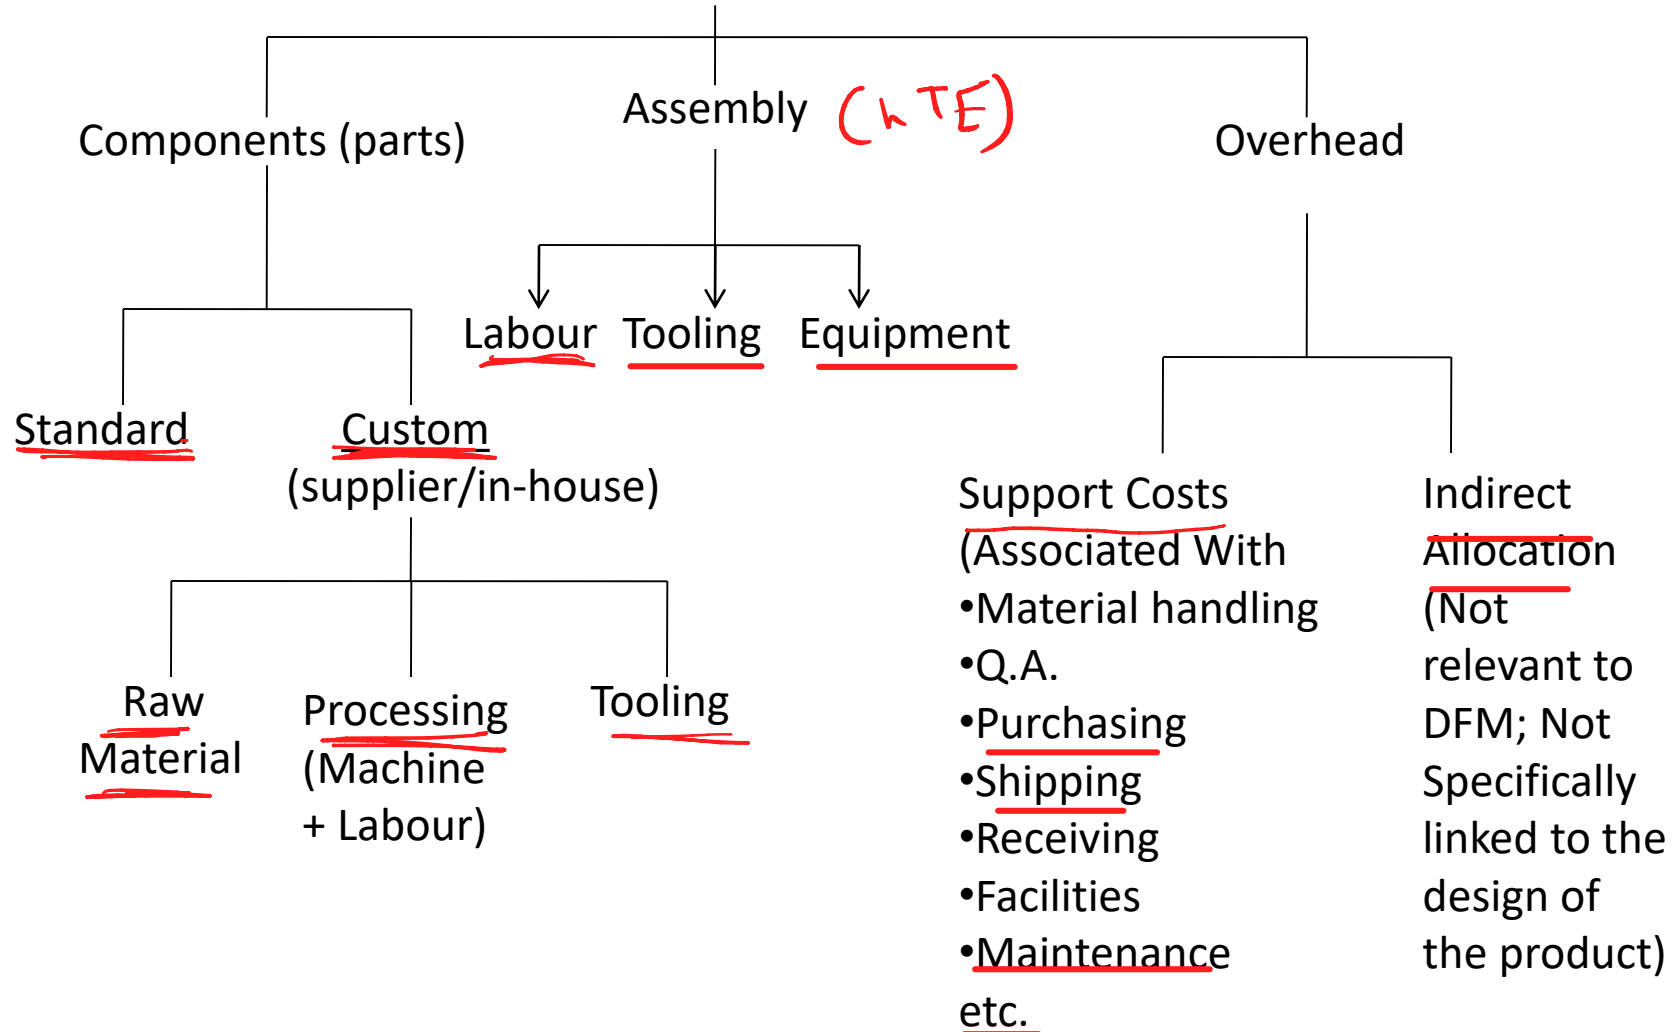 Components (parts)
Assembly (hTE)
Overhead
Labour
Tooling
Equipment
Standard
Custom
(supplier/in-house)
Raw
Material
Processing
(Machine
+ Labour)
Tooling
Support Costs
(Associated With
•Material handling
•Q.A.
•Purchasing
•Shipping
•Receiving
•Facilities
•Maintenance
etc.
Indirect
Allocation
(Not
relevant to
DFM; Not
Specifically
linked to the
design of
the product)